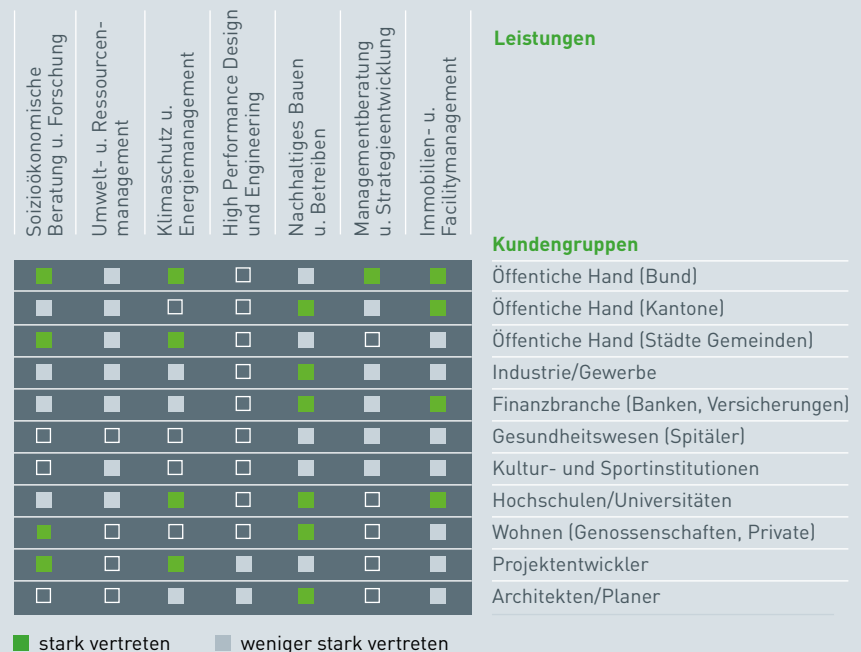 Soizioökonomische
Beratung u. Forschung
Umwelt- u. Ressourcen-
management
Klimaschutz u.
Energiemanagement
High Performance Design
und Engineering
Nachhaltiges Bauen
u. Betreiben
Managementberatung
u. Strategieentwicklung
Immobilien- u.
Facilitymanagement
Leistungen
Kundengruppen
Öffentiche Hand (Bund)
Öffentiche Hand (Kantone)
Öffentiche Hand (Städte Gemeinden)
Industrie/Gewerbe
Finanzbranche (Banken, Versicherungen)
Gesundheitswesen (Spitäler)
Kultur- und Sportinstitutionen
Hochschulen/Universitäten
Wohnen (Genossenschaften, Private)
Projektentwickler
Architekten/Planer
stark vertreten
weniger stark vertreten